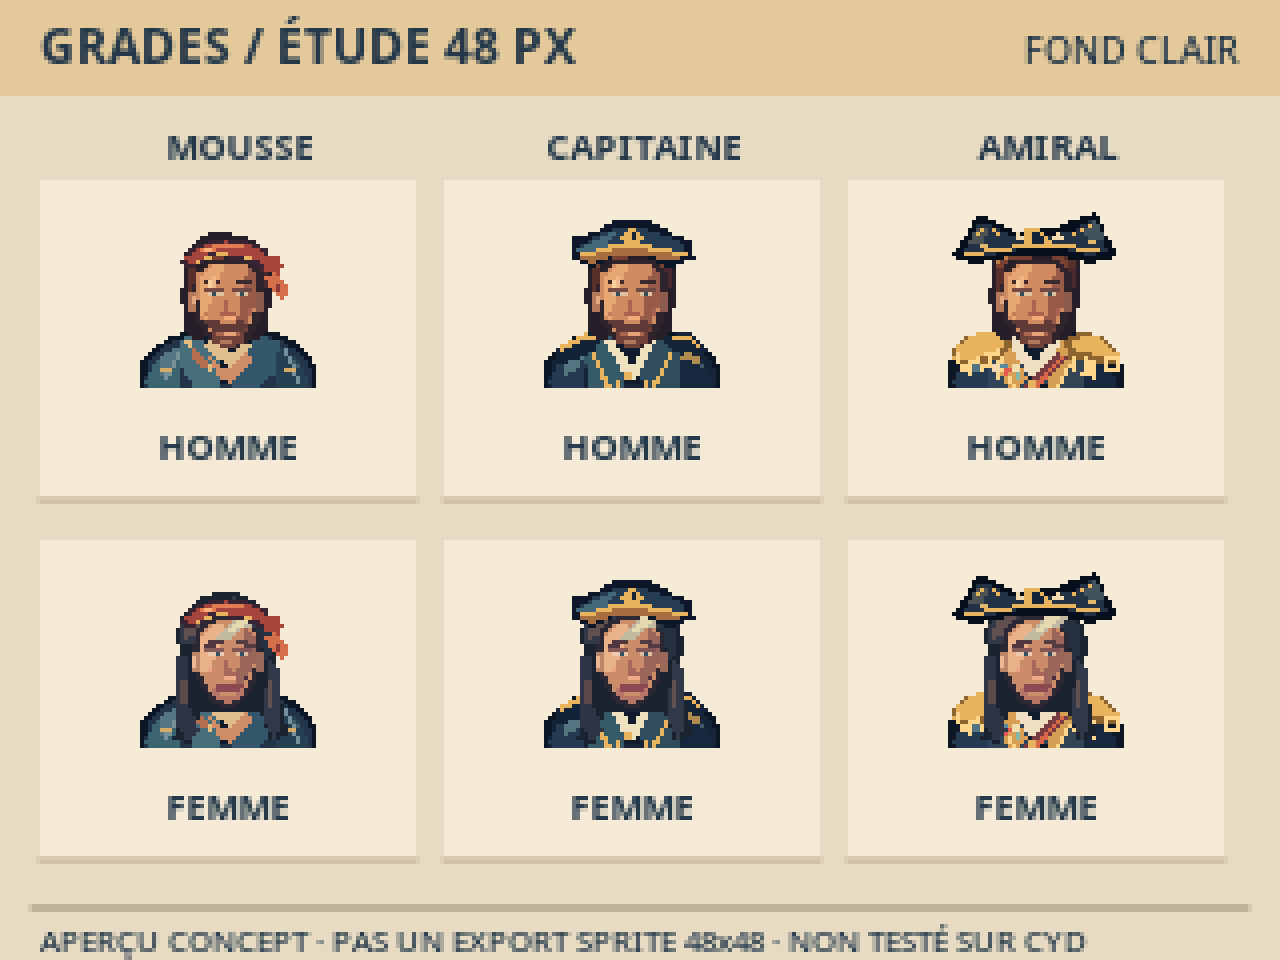 GRADES / ÉTUDE 48 PX
FOND CLAIR
MOUSSE
CAPITAINE
AMIRAL
HOMME
HOMME
HOMME
FEMME
FEMME
FEMME
APERÇU CONCEPT - PAS UN EXPORT SPRITE 48x48 - NON TESTÉ SUR CYD